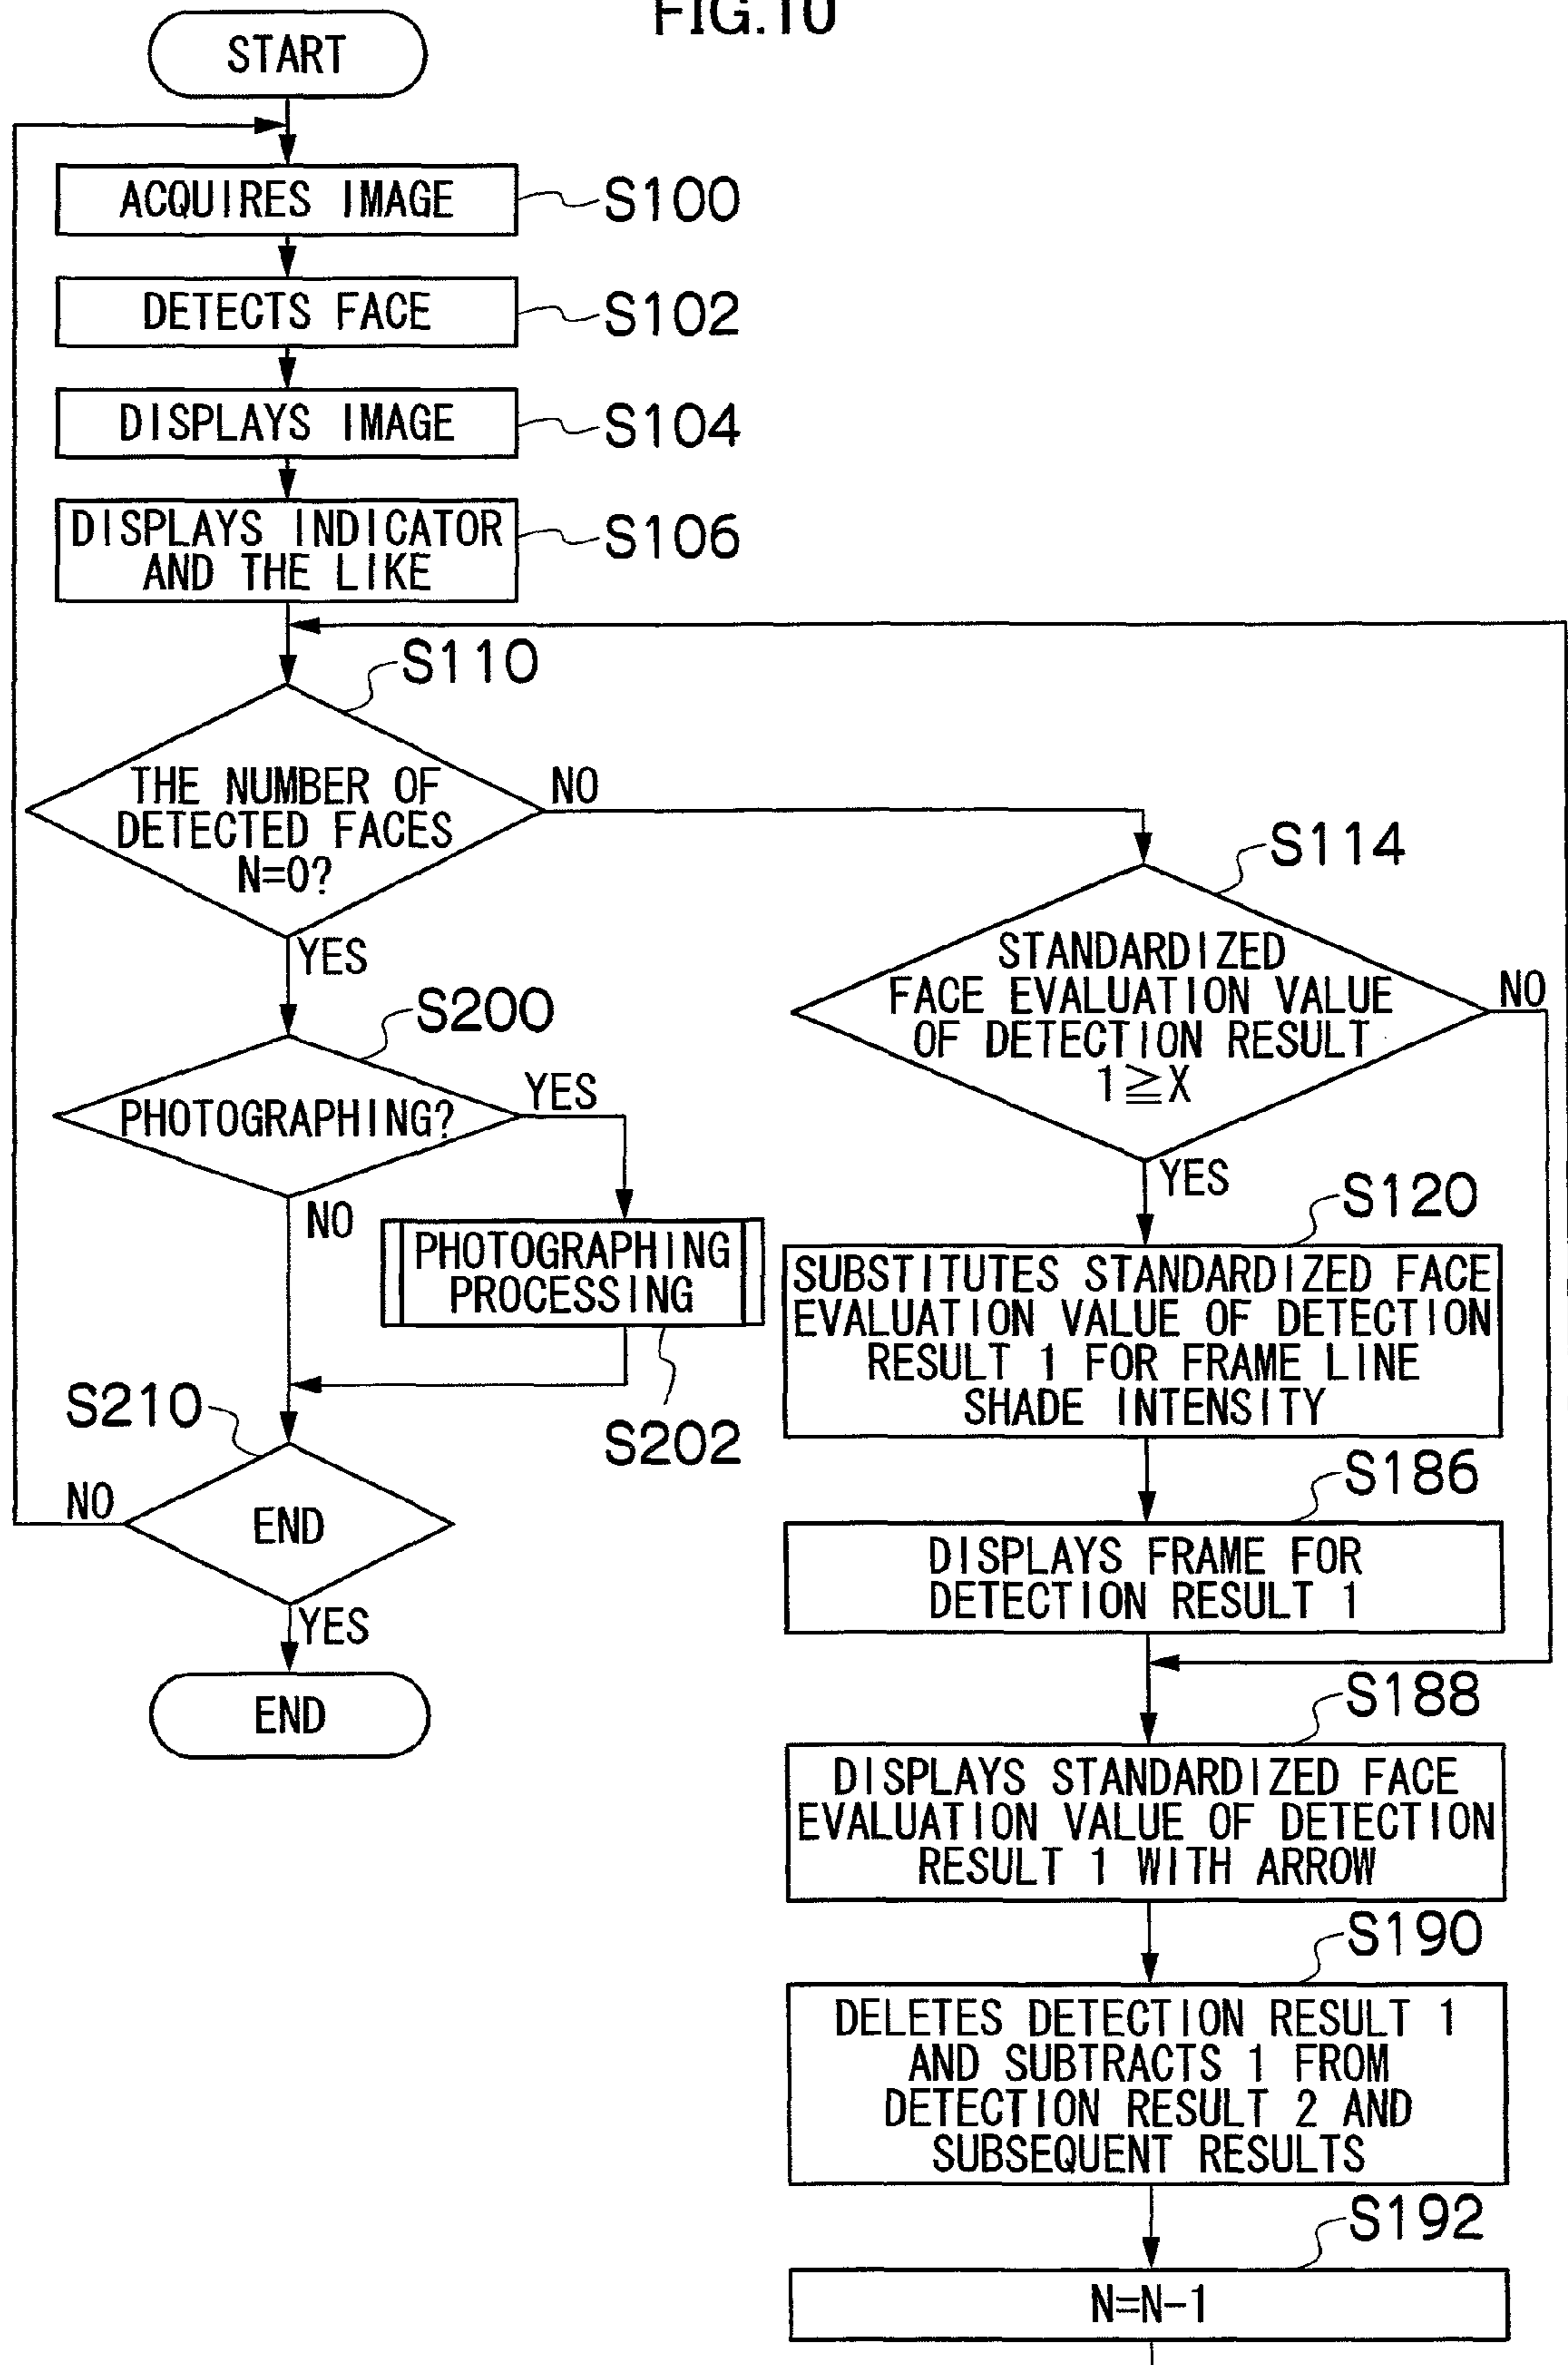 FIG.10
START
ACQUIRES IMAGE
S100
DETECTS FACE
S102
DISPLAYS IMAGE
S104
DISPLAYS INDICATOR
AND THE LIKE
S106
S110
THE NUMBER OF
DETECTED FACES
N=0?
NO
YES
S200
PHOTOGRAPHING?
YES
NO
PHOTOGRAPHING
PROCESSING
S202
S210
END
NO
YES
END
S114
STANDARDIZED
FACE EVALUATION VALUE
OF DETECTION RESULT
1≧X
NO
YES
S120
SUBSTITUTES STANDARDIZED FACE
EVALUATION VALUE OF DETECTION
RESULT 1 FOR FRAME LINE
SHADE INTENSITY
S186
DISPLAYS FRAME FOR
DETECTION RESULT 1
S188
DISPLAYS STANDARDIZED FACE
EVALUATION VALUE OF DETECTION
RESULT 1 WITH ARROW
S190
DELETES DETECTION RESULT 1
AND SUBTRACTS 1 FROM
DETECTION RESULT 2 AND
SUBSEQUENT RESULTS
S192
N=N-1